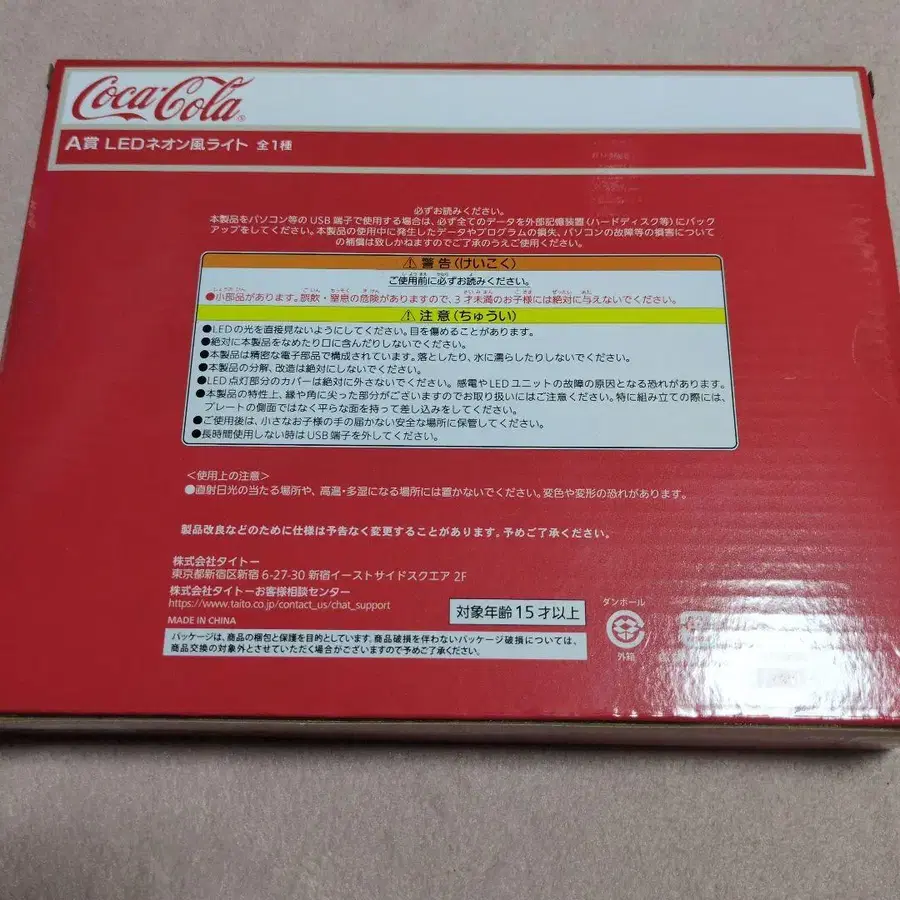 Coca-Cola®
A賞 LEDネオン風ライト 全1種
必ずお読みください。
本製品をパソコン等のUSB端子で使用する場合は、必ず全てのデータを外部記憶装置(ハードディスク等)にバック
アップをしてください。本製品の使用中に発生したデータやプログラムの損失、パソコンの故障等の損害について
の補償は致しかねますのでご了承のうえご使用ください。
⚠警告(けいこく)
ご使用前に必ずお読みください。
●小部品があります。誤飲・窒息の危険がありますので、3才未満のお子様には絶対に与えないでください。
⚠注意(ちゅうい)
●LEDの光を直接見ないようにしてください。目を傷めることがあります。
●絶対に本製品をなめたり口に含んだりしないでください。
●本製品は精密な電子部品で構成されています。落としたり、水に濡らしたりしないでください。
●本製品の分解、改造は絶対にしないでください。
●LED点灯部分のカバーは絶対に外さないでください。感電やLEDユニットの故障の原因となる恐れがあります。
●本製品の特性上、縁や角に尖った部分がございますのでお取り扱いにはご注意ください。特に組み立ての際には、
プレートの側面ではなく平らな面を持って差し込みをしてください。
●ご使用後は、小さなお子様の手の届かない安全な場所に保管してください。
●長時間使用しない時はUSB端子を外してください。
<使用上の注意>
●直射日光の当たる場所や、高温・多湿になる場所には置かないでください。変色や変形の恐れがあります。
製品改良などのために仕様は予告なく変更することがあります。予めご了承ください。
株式会社タイトー
東京都新宿区新宿6-27-30 新宿イーストサイドスクエア 2F
株式会社タイトーお客様相談センター
https://www.taito.co.jp/contact_us/chat_support
MADE IN CHINA
対象年齢15才以上
パッケージは、商品の梱包と保護を目的としています。商品破損を伴わないパッケージ破損については、
商品交換の対象外とさせていただく場合がございますので予めご了承ください。
ダンボール
外箱